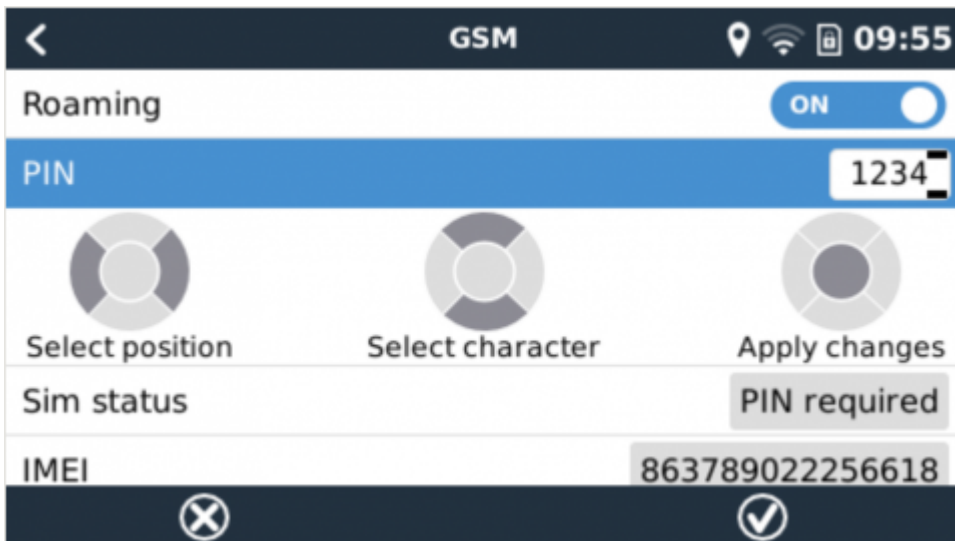 GSM 09:55
Roaming ON
PIN 1234
Select position Select character Apply changes
Sim status PIN required
IMEI 863789022256618